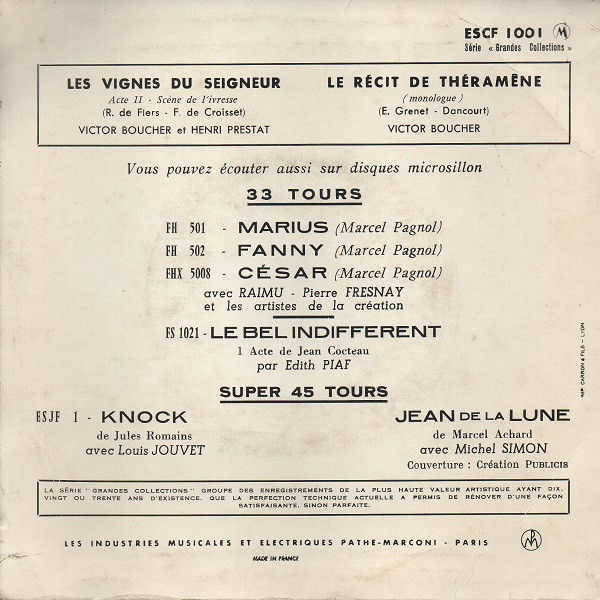 ESCF 1001 M
Série « Grandes Collections »
LES VIGNES DU SEIGNEUR
Acte II - Scène de l'ivresse
(R. de Fiers - F. de Croisset)
VICTOR BOUCHER et HENRI PRESTAT
LE RÉCIT DE THÉRAMÊNE
(monologue)
(E. Grenet - Dancourt)
VICTOR BOUCHER
Vous pouvez écouter aussi sur disques microsillon
33 TOURS
FH 501 - MARIUS (Marcel Pagnol)
FH 502 - FANNY (Marcel Pagnol)
FHX 5008 - CÉSAR (Marcel Pagnol)
avec RAIMU - Pierre FRESNAY
et les artistes de la création
FS 1021 - LE BEL INDIFFERENT
1 Acte de Jean Cocteau
par Edith PIAF
SUPER 45 TOURS
ESJF 1 - KNOCK
de Jules Romains
avec Louis JOUVET
JEAN DE LA LUNE
de Marcel Achard
avec Michel SIMON
Couverture : Création PUBLICIS
IMP. CARRON & FILS - LYON
LA SÉRIE "GRANDES COLLECTIONS" GROUPE DES ENREGISTREMENTS DE LA PLUS HAUTE VALEUR ARTISTIQUE AYANT DIX,
VINGT OU TRENTE ANS D'EXISTENCE, QUE LA PERFECTION TECHNIQUE ACTUELLE A PERMIS DE RÉNOVER D'UNE FAÇON
SATISFAISANTE, SINON PARFAITE.
LES INDUSTRIES MUSICALES ET ELECTRIQUES PATHE-MARCONI - PARIS
MADE IN FRANCE